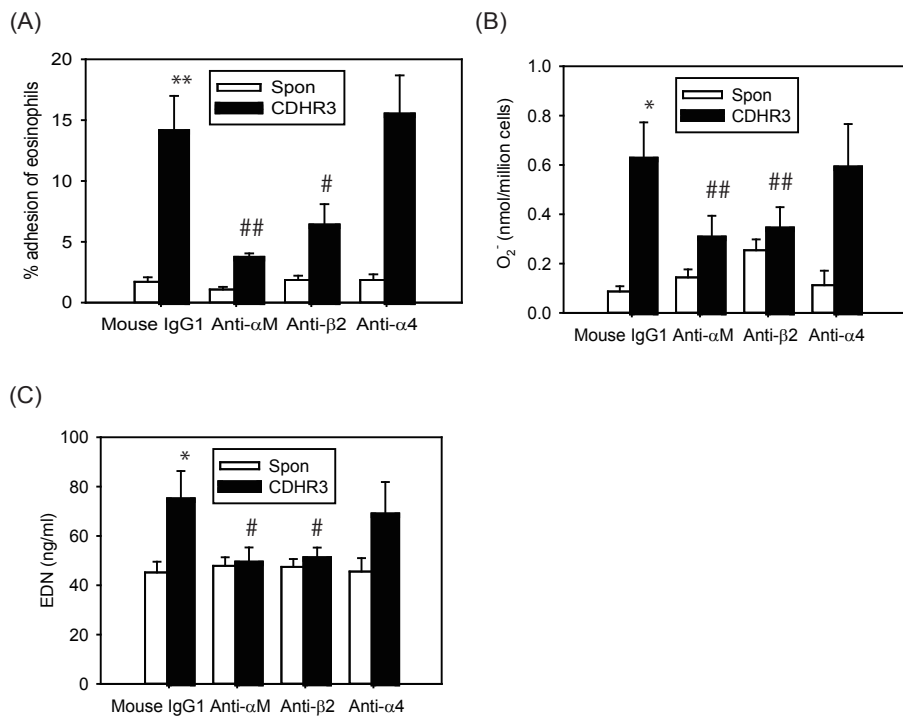 (A)
20
15
10
5
0
% adhesion of eosinophils
Spon
CDHR3
**
##
#
Mouse IgG1 Anti-αM Anti-β2 Anti-α4
(B)
1.0
0.8
0.6
0.4
0.2
0.0
O₂⁻ (nmol/million cells)
Spon
CDHR3
*
##
##
Mouse IgG1 Anti-αM Anti-β2 Anti-α4
(C)
100
80
60
40
20
0
EDN (ng/ml)
Spon
CDHR3
*
#
#
Mouse IgG1 Anti-αM Anti-β2 Anti-α4